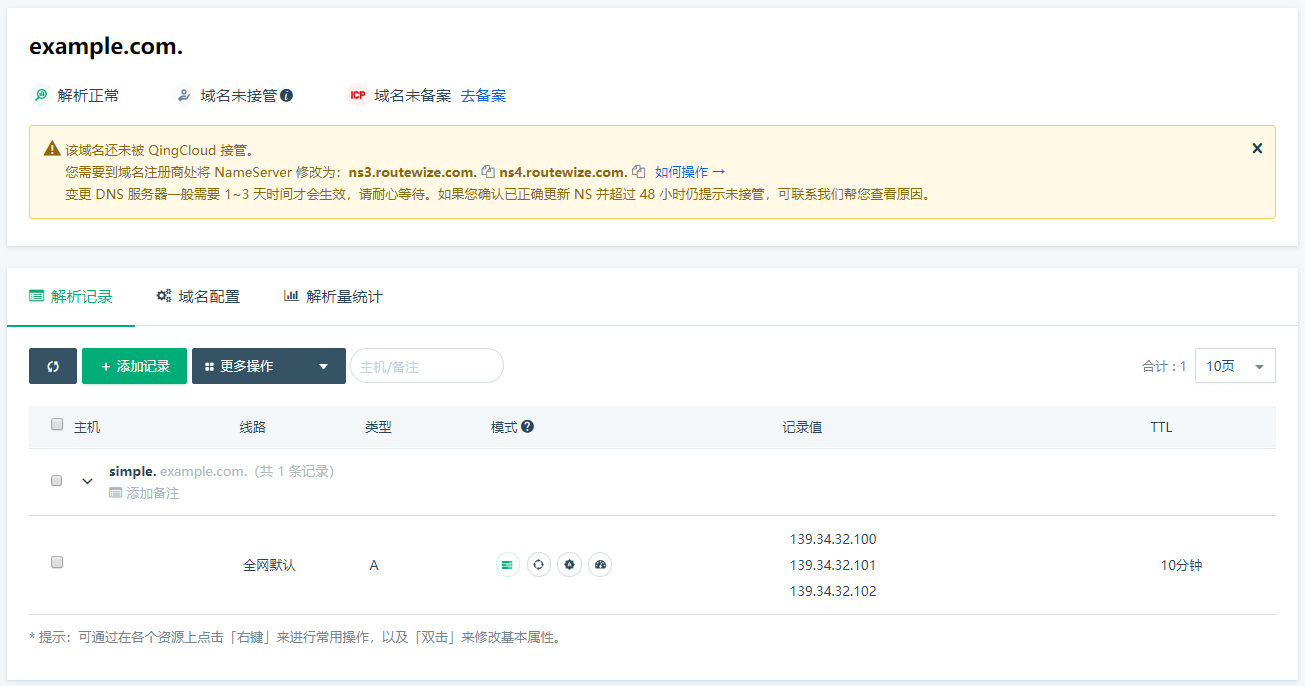 example.com.
解析正常 域名未接管 ICP 域名未备案 去备案
该域名还未被 QingCloud 接管。
您需要到域名注册商处将 NameServer 修改为：ns3.routewize.com. ns4.routewize.com. 如何操作 →
变更 DNS 服务器一般需要 1~3 天时间才会生效，请耐心等待。如果您确认已正确更新 NS 并超过 48 小时仍提示未接管，可联系我们帮您查看原因。
解析记录 域名配置 解析量统计
+ 添加记录 更多操作 主机/备注 合计 : 1 10页
主机 线路 类型 模式 记录值 TTL
simple. example.com.（共 1 条记录）
添加备注
139.34.32.100
全网默认 A 139.34.32.101 10分钟
139.34.32.102
* 提示：可通过在各个资源上点击「右键」来进行常用操作，以及「双击」来修改基本属性。